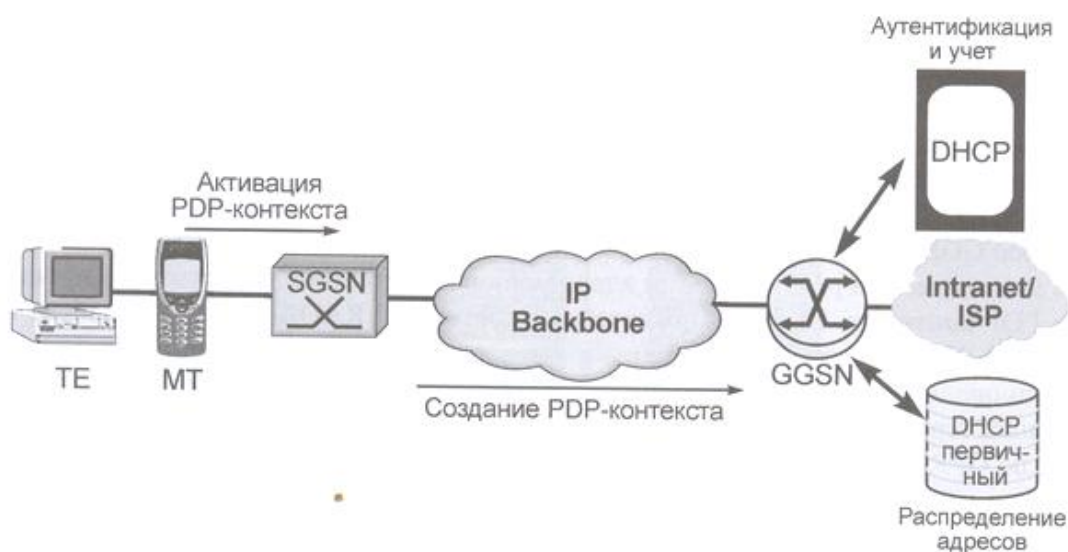 Аутентификация
и учет
DHCP
Активация
PDP-контекста
SGSN
IP
Backbone
Intranet/
ISP
TE
MT
GGSN
Создание PDP-контекста
DHCP
первич-
ный
Распределение
адресов